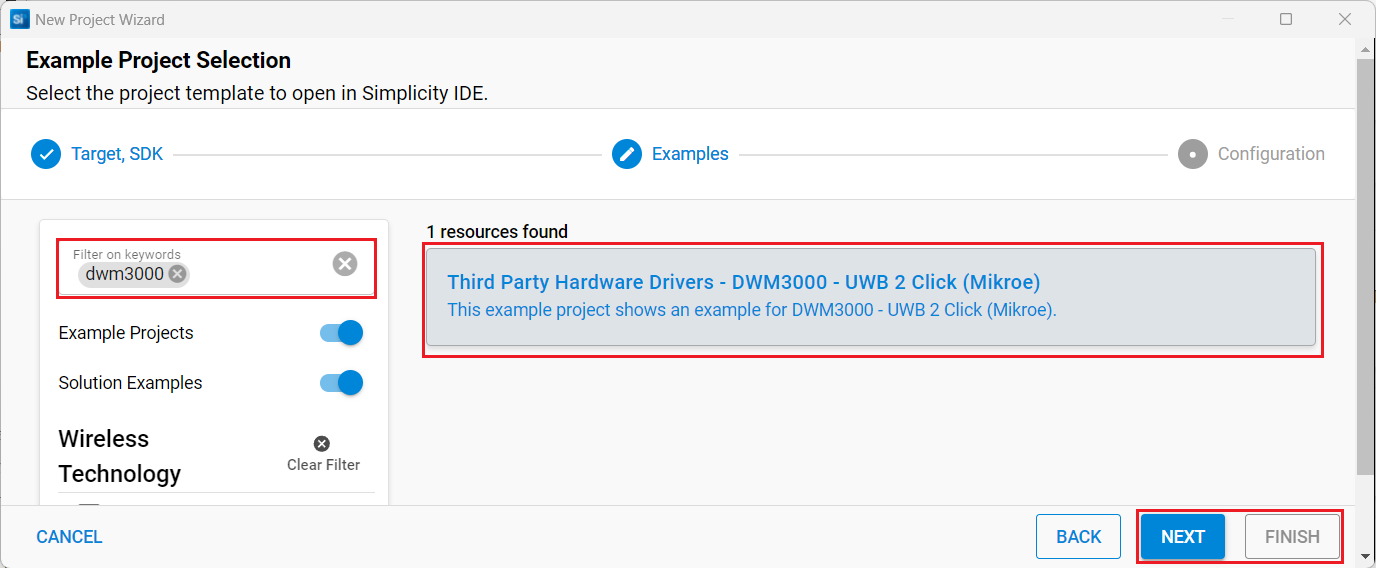 Si
New Project Wizard
Example Project Selection
Select the project template to open in Simplicity IDE.
Target, SDK
Examples
Configuration
Filter on keywords
dwm3000
Example Projects
Solution Examples
Wireless
Technology
Clear Filter
1 resources found
Third Party Hardware Drivers - DWM3000 - UWB 2 Click (Mikroe)
This example project shows an example for DWM3000 - UWB 2 Click (Mikroe).
CANCEL
BACK
NEXT
FINISH